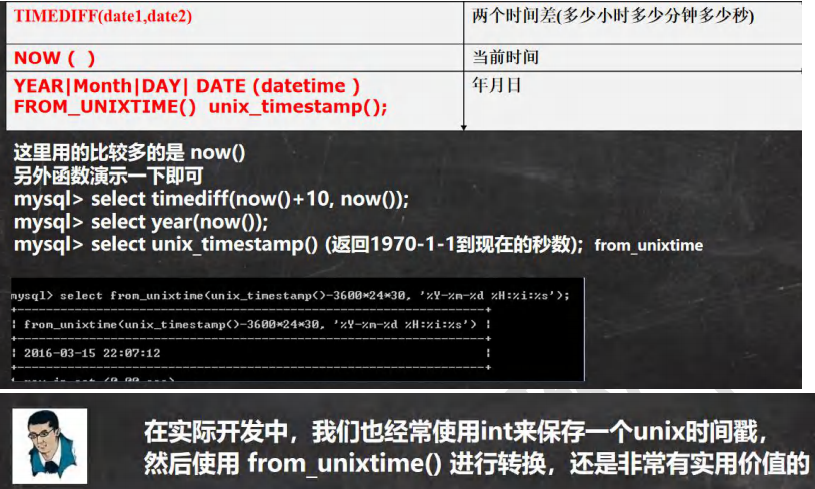 TIMEDIFF(date1,date2) 两个时间差(多少小时多少分钟多少秒)
NOW ( ) 当前时间
YEAR|Month|DAY| DATE (datetime ) 年月日
FROM_UNIXTIME() unix_timestamp();
这里用的比较多的是 now()
另外函数演示一下即可
mysql> select timediff(now()+10, now());
mysql> select year(now());
mysql> select unix_timestamp() (返回1970-1-1到现在的秒数); from_unixtime
mysql> select from_unixtime(unix_timestamp()-3600*24*30, '%Y-%m-%d %H:%i:%s');
| from_unixtime(unix_timestamp()-3600*24*30, '%Y-%m-%d %H:%i:%s') |
| 2016-03-15 22:07:12 |
在实际开发中，我们也经常使用int来保存一个unix时间戳，
然后使用 from_unixtime() 进行转换，还是非常有实用价值的